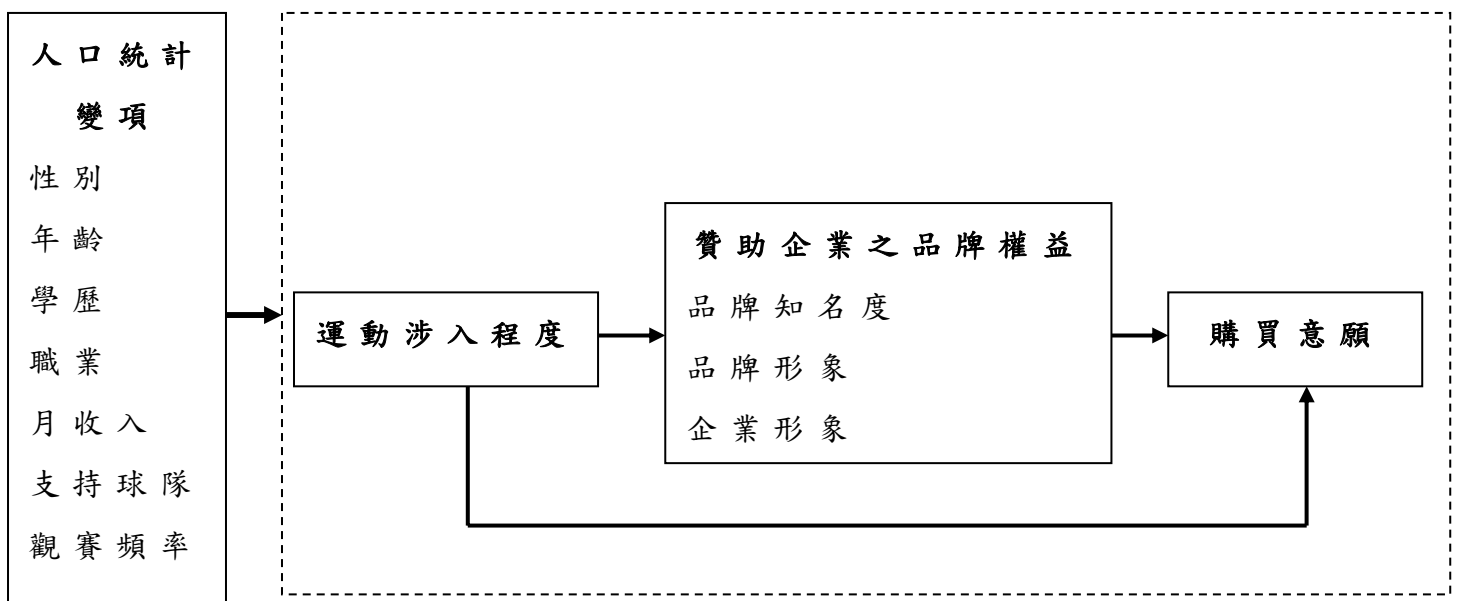 人口統計
變項
性別
年齡
學歷
職業
月收入
支持球隊
觀賽頻率
運動涉入程度
贊助企業之品牌權益
品牌知名度
品牌形象
企業形象
購買意願